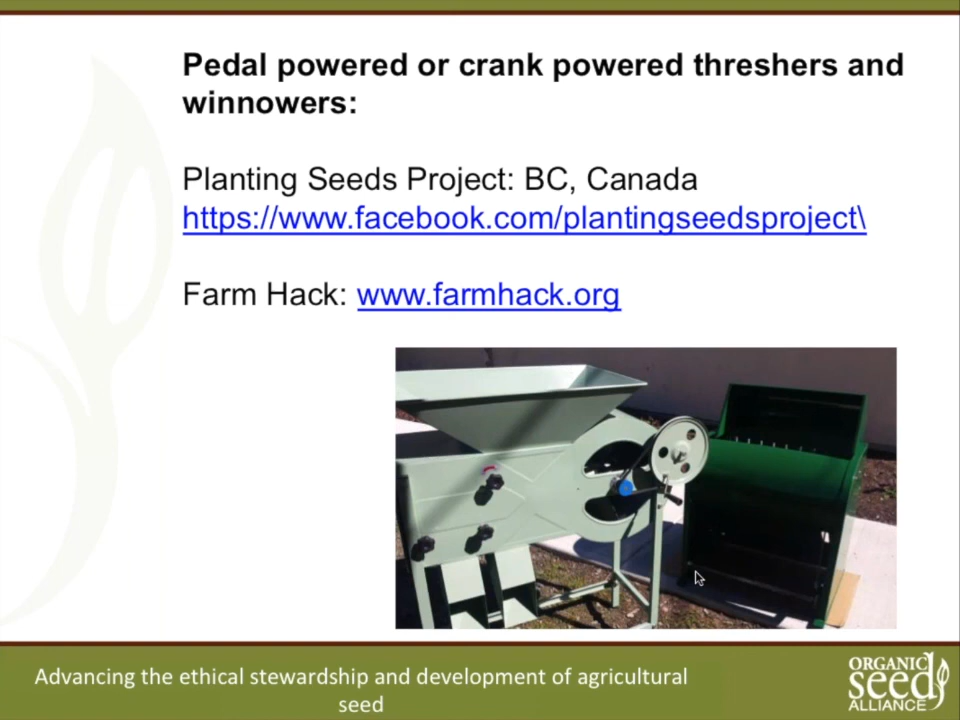 Pedal powered or crank powered threshers and
winnowers:
Planting Seeds Project: BC, Canada
https://www.facebook.com/plantingseedsproject\
Farm Hack: www.farmhack.org
Advancing the ethical stewardship and development of agricultural
seed
ORGANIC
seed
ALLIANCE